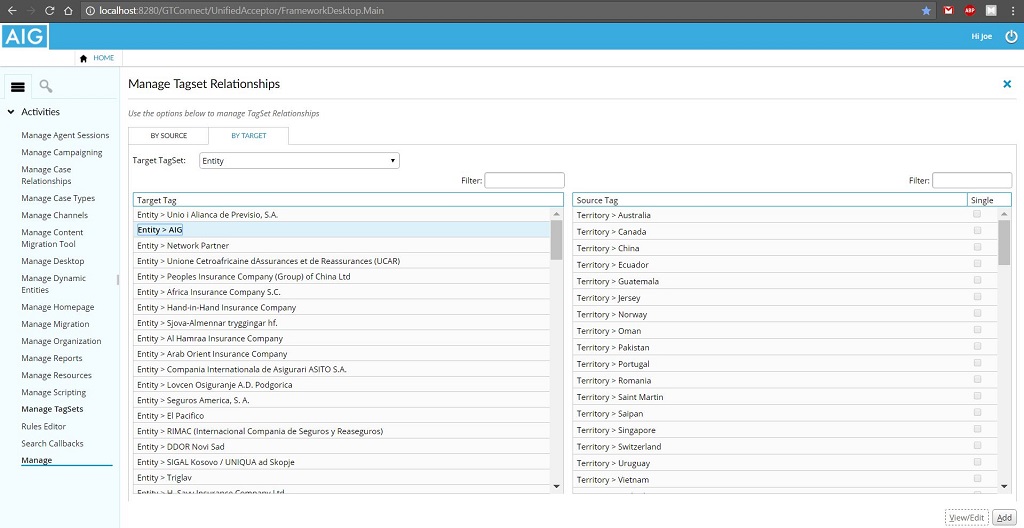 localhost:8280/GTConnect/UnifiedAcceptor/FrameworkDesktop.Main
ABP
M
AIG
Hi Joe
HOME
Manage Tagset Relationships
Activities
Use the options below to manage TagSet Relationships
Manage Agent Sessions
Manage Campaigning
Manage Case
Relationships
Manage Case Types
Manage Channels
Manage Content
Migration Tool
Manage Desktop
Manage Dynamic
Entities
Manage Homepage
Manage Migration
Manage Organization
Manage Reports
Manage Resources
Manage Scripting
Manage TagSets
Rules Editor
Search Callbacks
Manage
BY SOURCE
BY TARGET
Target TagSet:
Entity
Filter:
Target Tag
Entity > Unio i Alianca de Previsio, S.A.
Entity > AIG
Entity > Network Partner
Entity > Unione Cetroafricaine dAssurances et de Reassurances (UCAR)
Entity > Peoples Insurance Company (Group) of China Ltd
Entity > Africa Insurance Company S.C.
Entity > Hand-in-Hand Insurance Company
Entity > Sjova-Almennar tryggingar hf.
Entity > Al Hamraa Insurance Company
Entity > Arab Orient Insurance Company
Entity > Compania Internationala de Asigurari ASITO S.A.
Entity > Lovcen Osiguranje A.D. Podgorica
Entity > Seguros America, S. A.
Entity > El Pacifico
Entity > RIMAC (Internacional Compania de Seguros y Reaseguros)
Entity > DDOR Novi Sad
Entity > SIGAL Kosovo / UNIQUA ad Skopje
Entity > Triglav
Entity > H. Savy Insurance Company Ltd
Filter:
Source Tag
Single
Territory > Australia
Territory > Canada
Territory > China
Territory > Ecuador
Territory > Guatemala
Territory > Jersey
Territory > Norway
Territory > Oman
Territory > Pakistan
Territory > Portugal
Territory > Romania
Territory > Saint Martin
Territory > Saipan
Territory > Singapore
Territory > Switzerland
Territory > Uruguay
Territory > Vietnam
View/Edit
Add